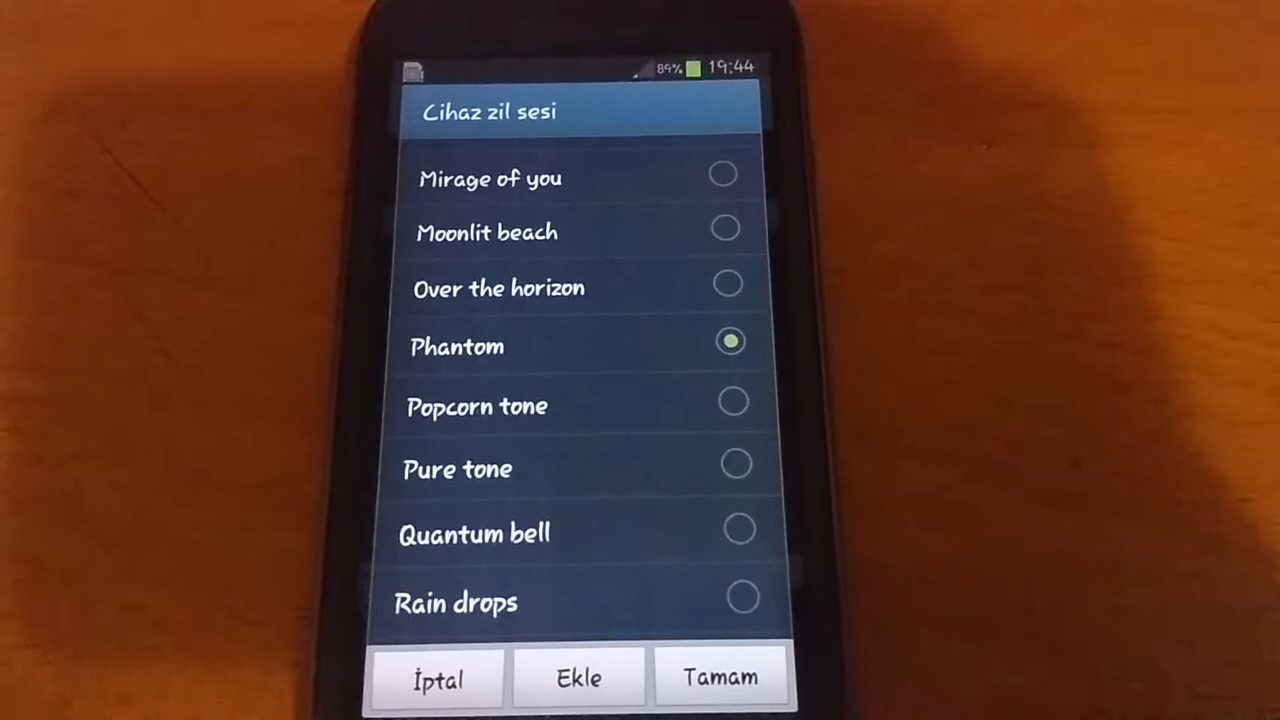 89% 19:44
Cihaz zil sesi
Mirage of you
Moonlit beach
Over the horizon
Phantom
Popcorn tone
Pure tone
Quantum bell
Rain drops
İptal Ekle Tamam